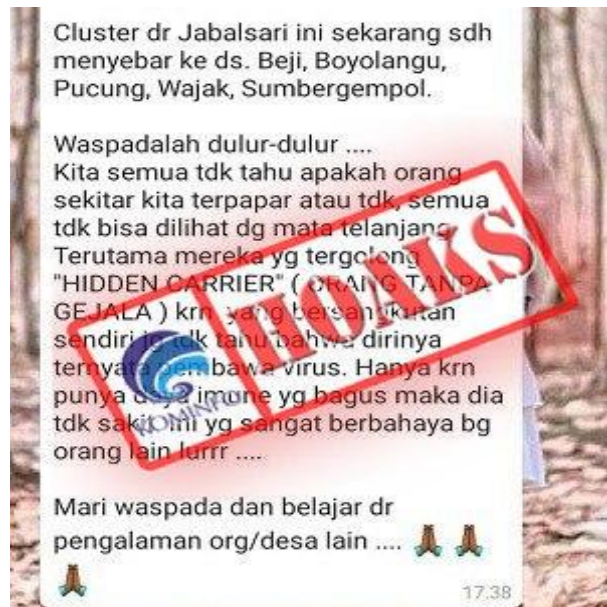 Cluster dr Jabalsari ini sekarang sdh
menyebar ke ds. Beji, Boyolangu,
Pucung, Wajak, Sumbergempol.
Waspadalah dulur-dulur ....
Kita semua tdk tahu apakah orang
sekitar kita terpapar atau tdk, semua
tdk bisa dilihat dg mata telanjang.
Terutama mereka yg tergolong
"HIDDEN CARRIER" ( ORANG TANPA
GEJALA ) krn yang bersangkutan
sendiri jg tdk tahu bahwa dirinya
ternyata pembawa virus. Hanya krn
punya daya imune yg bagus maka dia
tdk sakit. Ini yg sangat berbahaya bg
orang lain lurrr ....
Mari waspada dan belajar dr
pengalaman org/desa lain ....
17.38
HOAKS
KOMINFO